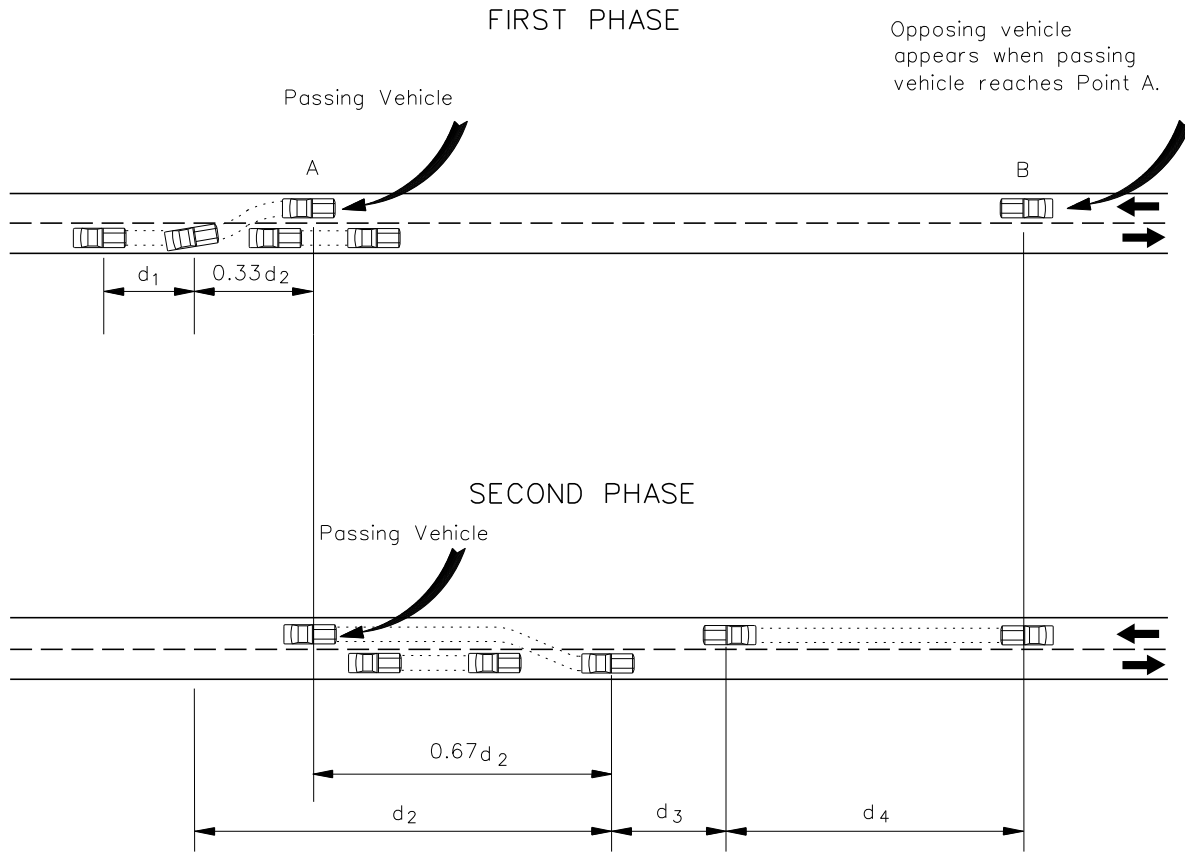 FIRST PHASE
Opposing vehicle
appears when passing
vehicle reaches Point A.
Passing Vehicle
A
B
d1
0.33d2
SECOND PHASE
Passing Vehicle
0.67d2
d2
d3
d4